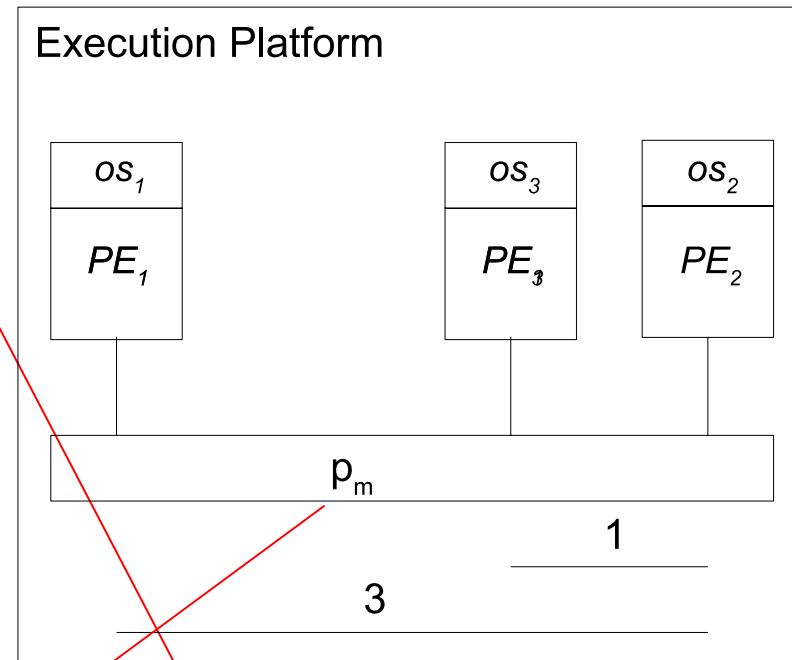 Execution Platform
os₁ os₃ os₂
PE₁ PE₃ PE₂
pₘ
1
3